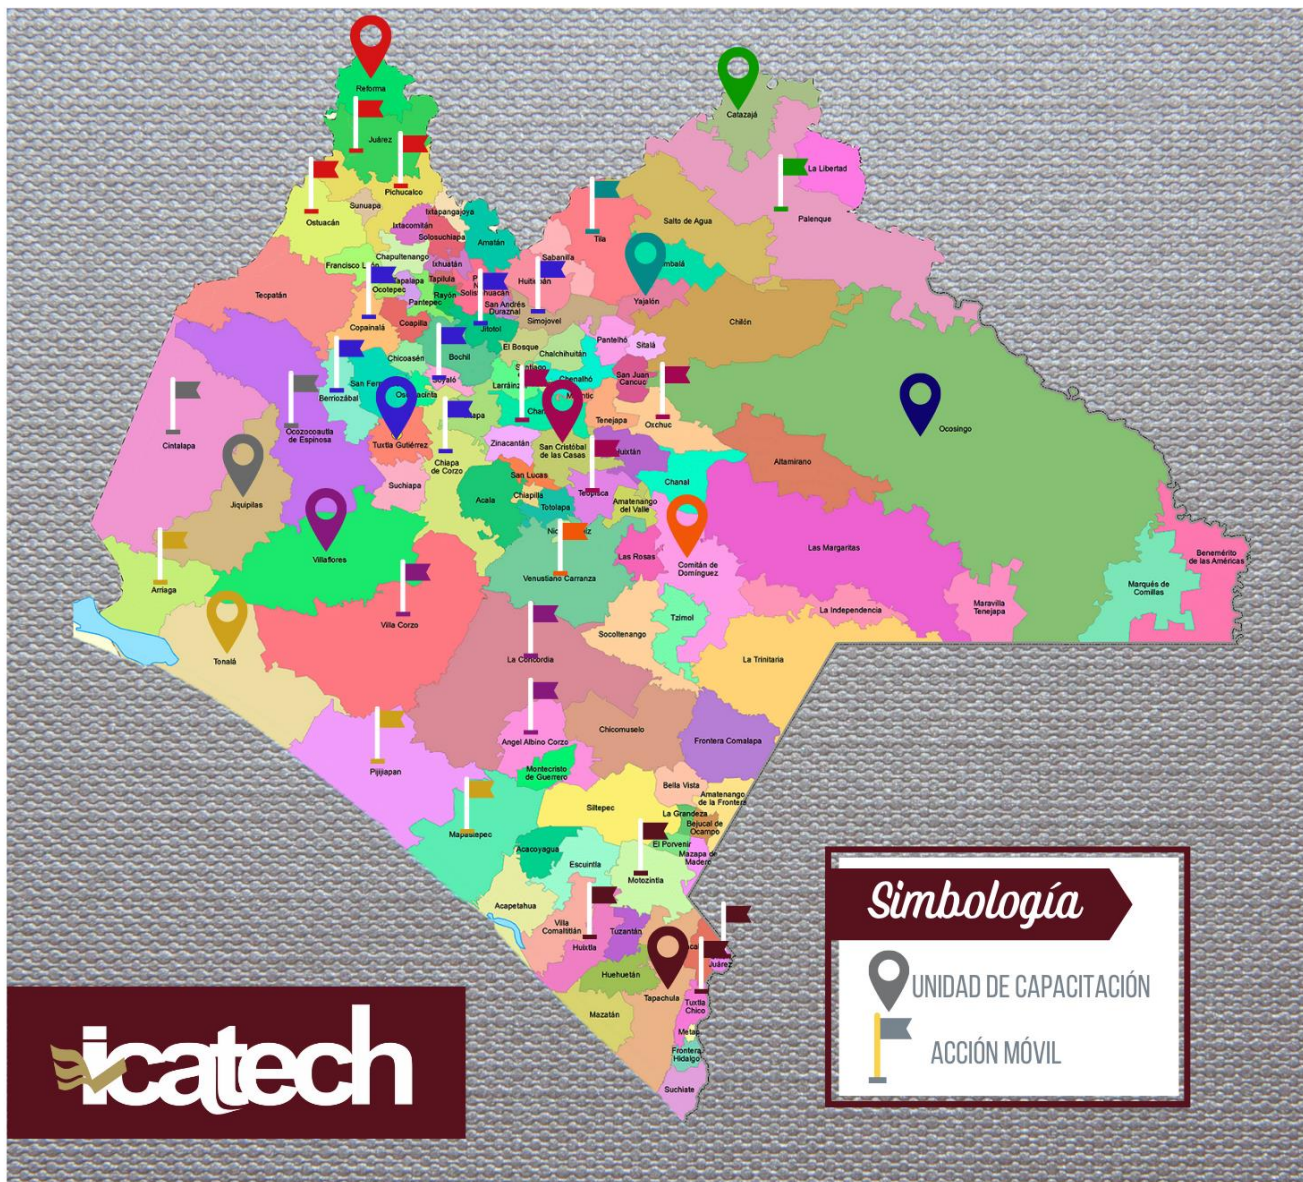 Reforma
Juárez
Catazajá
La Libertad
Palenque
Pichucalco
Ostuacán
Sunuapa
Ixtapangajoya
Ixtacomitán
Solosuchiapa
Amatán
Tila
Salto de Agua
Chapultenango
Ixhuatán
Sabanilla
Tecpatán
Ocotepec
Tapalapa
Tapilula
Rayón
Pantepec
San Andrés
Duraznal
Yajalón
Copainalá
Coapilla
Jitotol
Simojovel
Chilón
Chicoasén
Bochil
El Bosque
Chalchihuitán
Pantelhó
Sitalá
San Juan
Cancuc
Berriozábal
Ocosingo
Cintalapa
Ocozocoautla
de Espinosa
Tuxtla Gutiérrez
Zinacantán
San Cristóbal
de las Casas
Tenejapa
Oxchuc
Chiapa
de Corzo
Altamirano
Jiquipilas
Suchiapa
San Lucas
Chiapilla
Acala
Totolapa
Teopisca
Amatenango
del Valle
Chanal
Villaflores
Las Rosas
Comitán de
Domínguez
Las Margaritas
Benemérito
de las Américas
Marqués de
Comillas
Arriaga
Venustiano Carranza
Maravilla
Tenejapa
La Independencia
Villa Corzo
Tzimol
Socoltenango
Tonalá
La Concordia
La Trinitaria
Chicomuselo
Angel Albino Corzo
Frontera Comalapa
Pijijiapan
Montecristo
de Guerrero
Bella Vista
Amatenango
de la Frontera
Siltepec
La Grandeza
Bejucal de
Ocampo
Mapastepec
El Porvenir
Mazapa de
Madero
Acacoyagua
Escuintla
Motozintla
Acapetahua
Villa
Comaltitlán
Tuzantán
Huixtla
Juárez
Huehuetán
Tapachula
Tuxtla
Chico
Mazatán
Frontera
Hidalgo
Suchiate
Simbología
UNIDAD DE CAPACITACIÓN
ACCIÓN MÓVIL
icatech